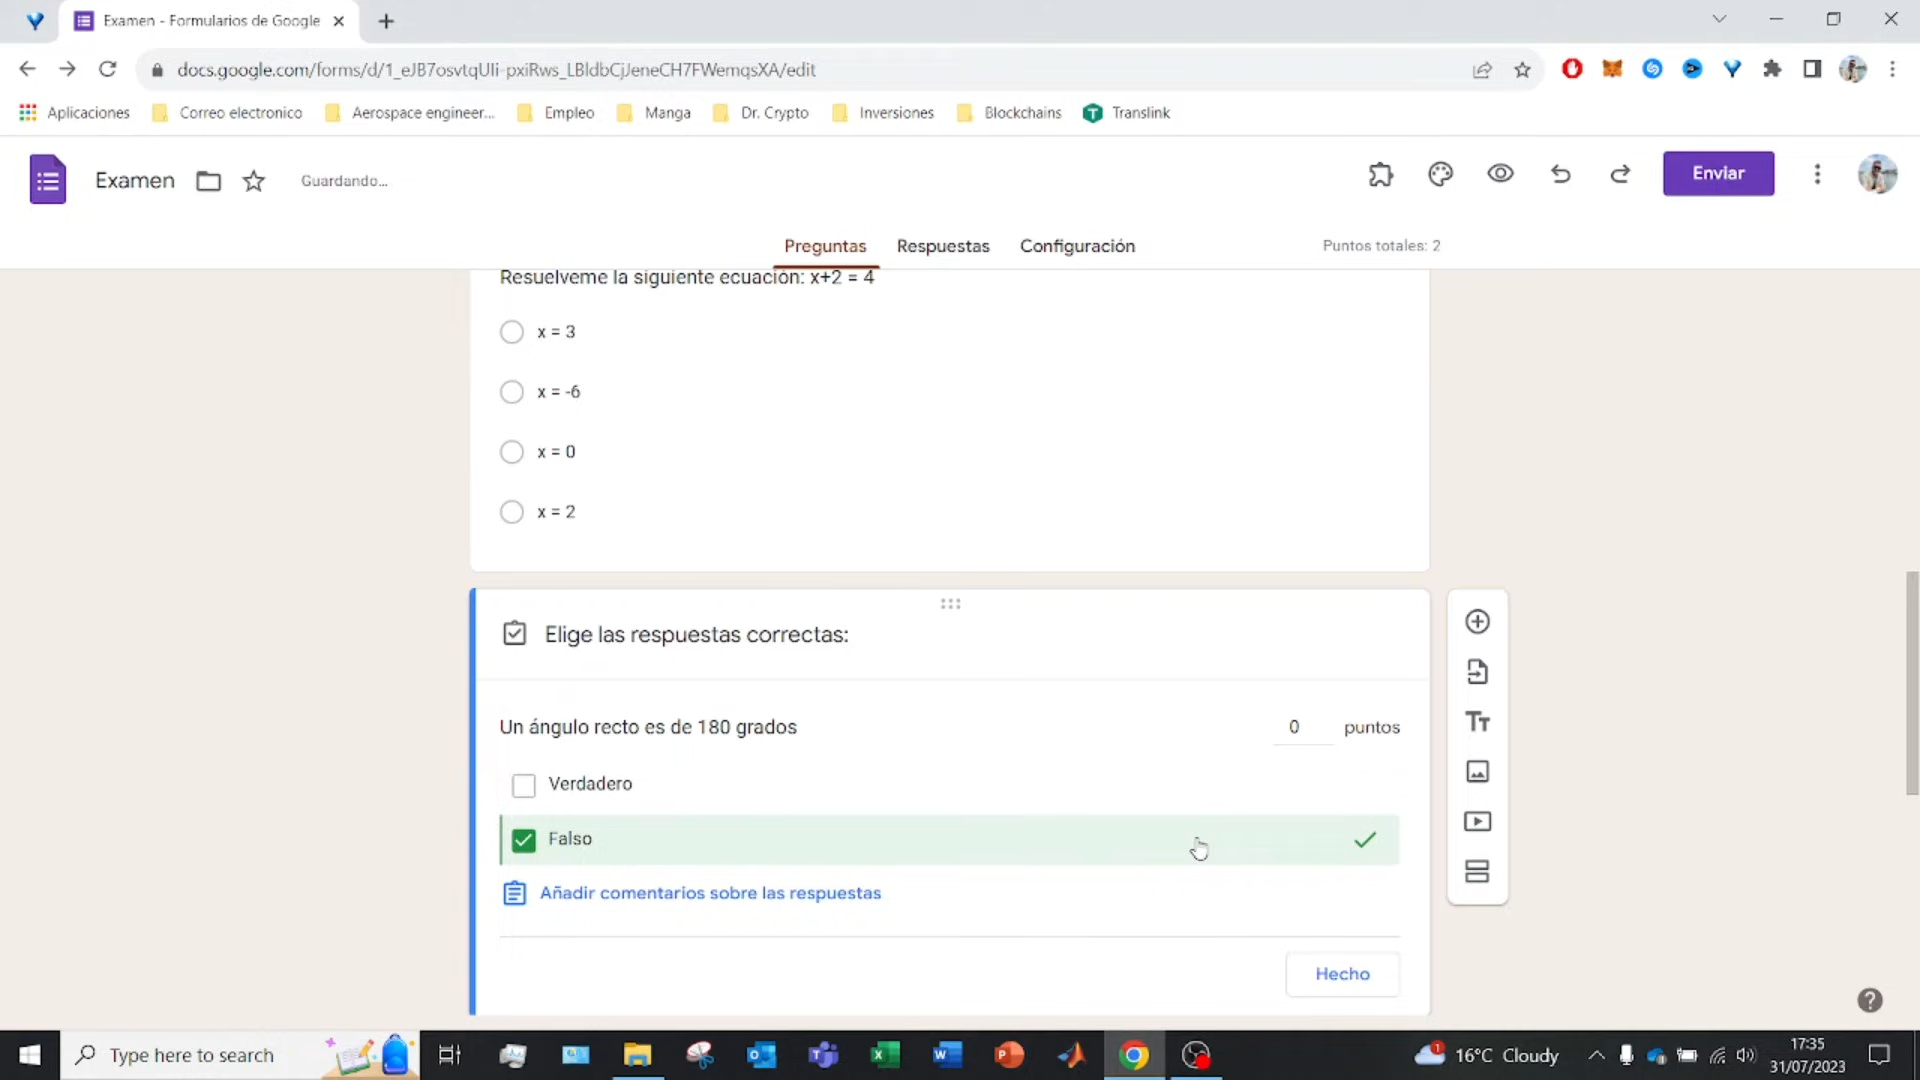 Examen - Formularios de Google
docs.google.com/forms/d/1_eJB7osvtqUIi-pxiRws_LBldbCjJeneCH7FWemqsXA/edit
Aplicaciones
Correo electronico
Aerospace engineer...
Empleo
Manga
Dr. Crypto
Inversiones
Blockchains
Translink
Examen
Guardando...
Enviar
Preguntas
Respuestas
Configuración
Puntos totales: 2
Resuelveme la siguiente ecuación: x+2 = 4
x = 3
x = -6
x = 0
x = 2
Elige las respuestas correctas:
Un ángulo recto es de 180 grados
0 puntos
Verdadero
Falso
Añadir comentarios sobre las respuestas
Hecho
Type here to search
16°C Cloudy
17:35
31/07/2023